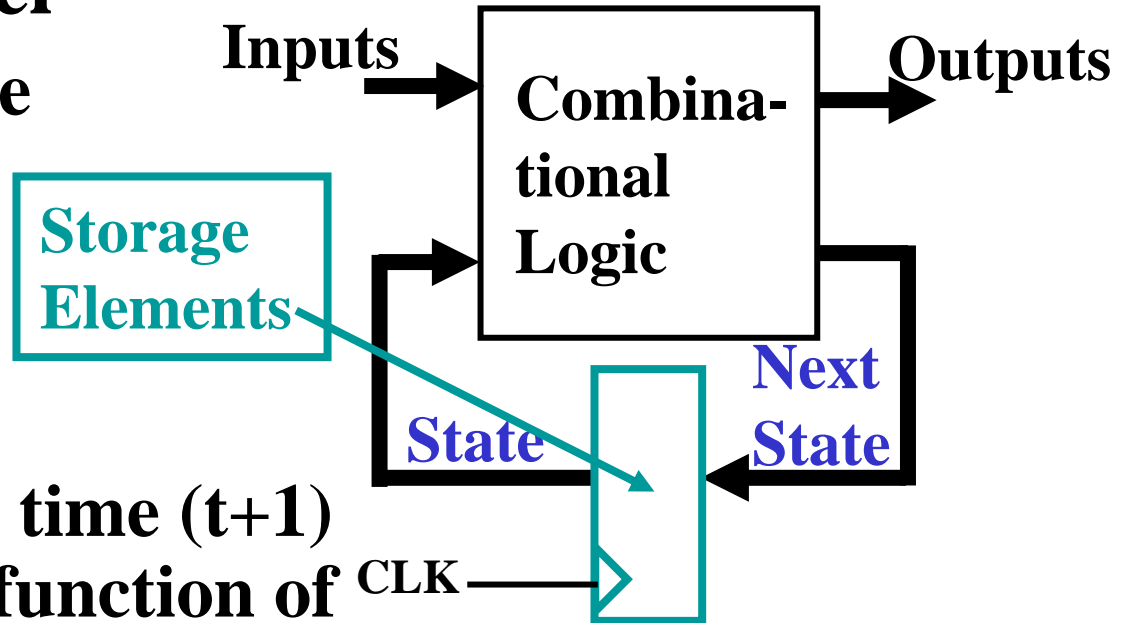 Inputs
Outputs
e
Combina-
tional
Logic
Storage
Elements
Next
State
State
time (t+1)
function of
CLK